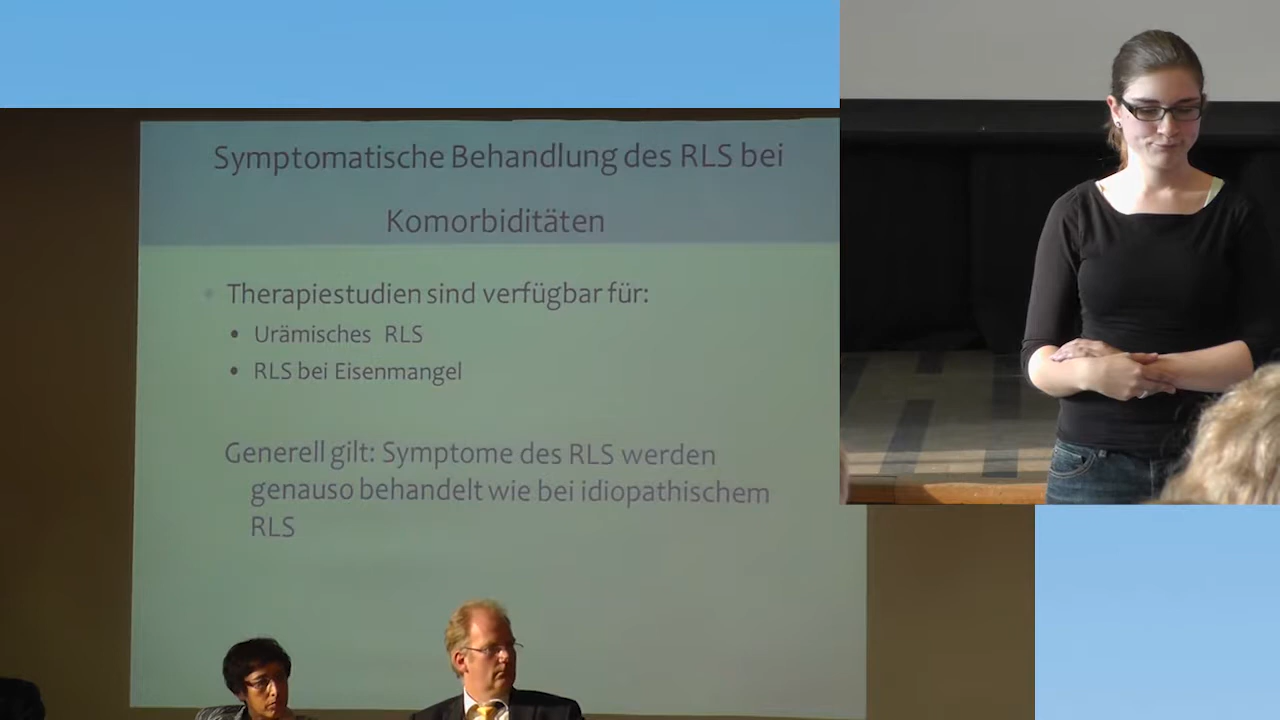 Symptomatische Behandlung des RLS bei
Komorbiditäten
• Therapiestudien sind verfügbar für:
• Urämisches RLS
• RLS bei Eisenmangel
Generell gilt: Symptome des RLS werden
genauso behandelt wie bei idiopathischem
RLS